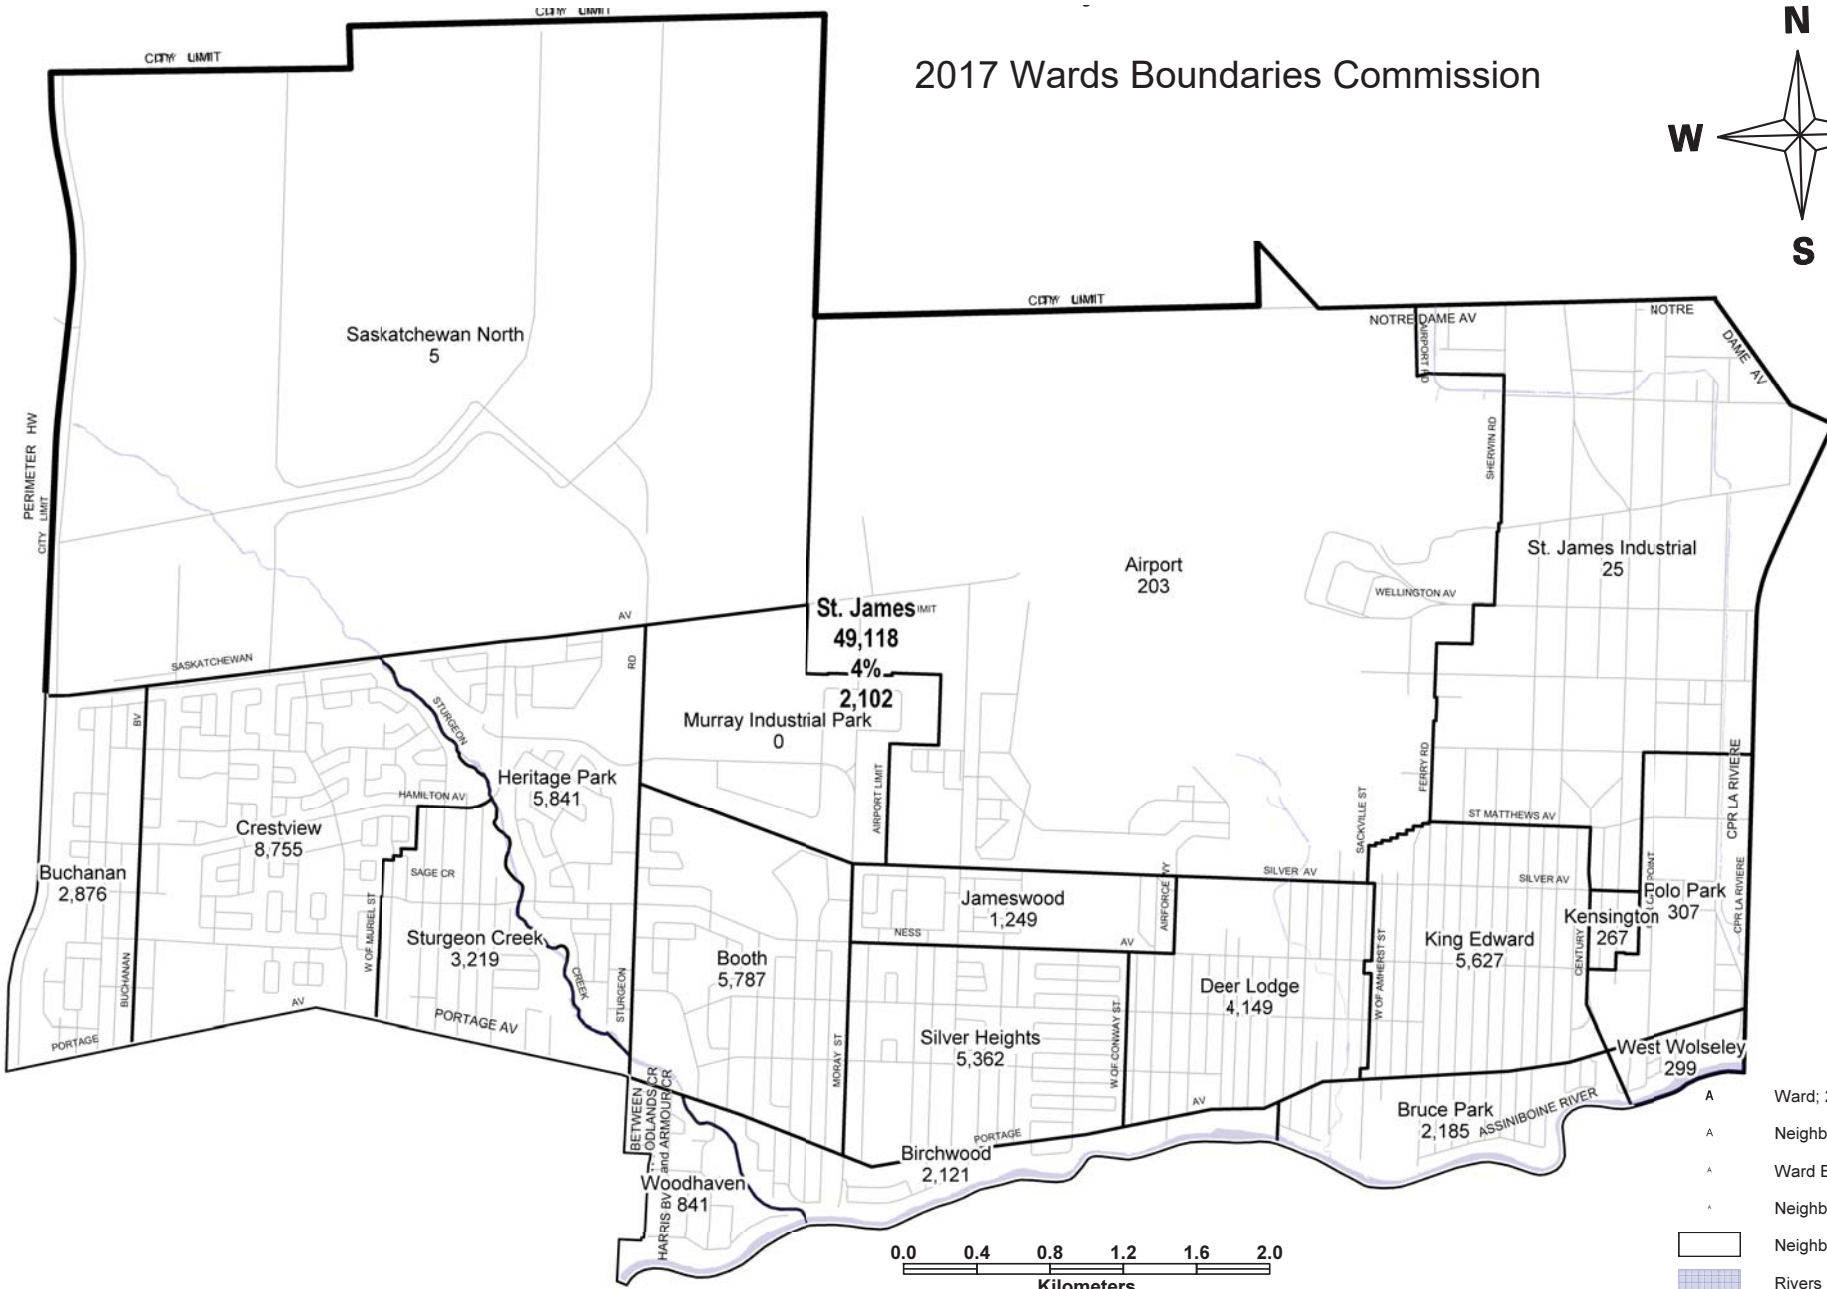 CITY LIMIT
CITY LIMIT
2017 Wards Boundaries Commission
N
W
S
CITY LIMIT
NOTRE DAME AV
NOTRE
DAME AV
AIRPORT RD
Saskatchewan North
5
PERIMETER HW
CITY LIMIT
SHERWIN RD
St. James Industrial
25
Airport
203
WELLINGTON AV
St. James
IMIT
49,118
4%
2,102
AV
SASKATCHEWAN
RD
BV
STURGEON
Murray Industrial Park
0
Heritage Park
5,841
HAMILTON AV
AIRPORT LIMIT
FERRY RD
SACKVILLE ST
ST MATTHEWS AV
CPR LA RIVIERE
Crestview
8,755
Buchanan
2,876
SAGE CR
SILVER AV
SILVER AV
AIRFORCE WY
POINT
Polo Park
307
CPR LA RIVIERE
Jameswood
1,249
Kensington
267
W OF MURIEL ST
Sturgeon Creek
3,219
NESS
AV
King Edward
5,627
CENTURY
W OF AMHERST ST
Booth
5,787
BUCHANAN
CREEK
STURGEON
Deer Lodge
4,149
AV
PORTAGE AV
PORTAGE
Silver Heights
5,362
MORAY ST
W OF CONWAY ST
West Wolseley
299
BETWEEN
ODLANDS CR
and ARMOUR CR
HARRIS BV
AV
PORTAGE
Bruce Park
2,185
ASSINIBOINE RIVER
Birchwood
2,121
Woodhaven
841
0.0 0.4 0.8 1.2 1.6 2.0
Kilometers
A Ward;
A Neighb
A Ward
A Neighb
Neighb
Rivers